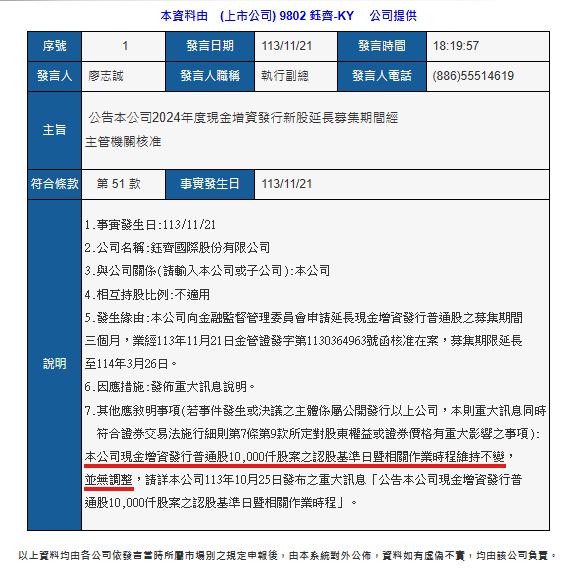 本資料由　(上市公司) 9802 鈺齊-KY　公司提供
序號 1 發言日期 113/11/21 發言時間 18:19:57
發言人 廖志誠 發言人職稱 執行副總 發言人電話 (886)55514619
主旨
公告本公司2024年度現金增資發行新股延長募集期間經
主管機關核准
符合條款 第 51 款 事實發生日 113/11/21
說明
1.事實發生日:113/11/21
2.公司名稱:鈺齊國際股份有限公司
3.與公司關係(請輸入本公司或子公司):本公司
4.相互持股比例:不適用
5.發生緣由:本公司向金融監督管理委員會申請延長現金增資發行普通股之募集期間
三個月，業經113年11月21日金管證發字第1130364963號函核准在案，募集期限延長
至114年3月26日。
6.因應措施:發佈重大訊息說明。
7.其他應敘明事項(若事件發生或決議之主體係屬公開發行以上公司，本則重大訊息同時
符合證券交易法施行細則第7條第9款所定對股東權益或證券價格有重大影響之事項):
本公司現金增資發行普通股10,000仟股案之認股基準日暨相關作業時程維持不變，
並無調整，請詳本公司113年10月25日發布之重大訊息「公告本公司現金增資發行普
通股10,000仟股案之認股基準日暨相關作業時程」。
以上資料均由各公司依發言當時所屬市場別之規定申報後，由本系統對外公佈，資料如有虛偽不實，均由該公司負責。